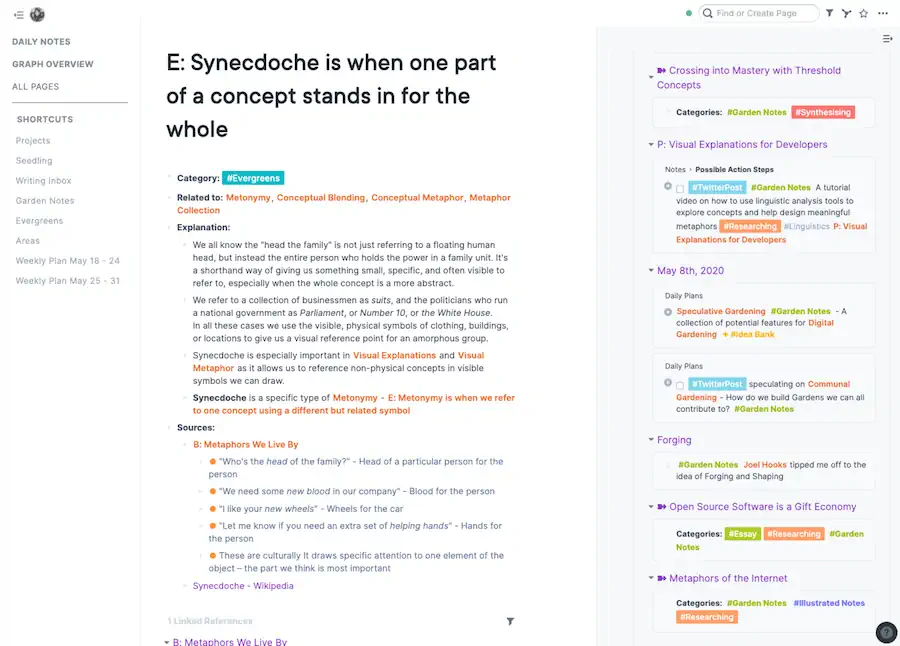 Find or Create Page
DAILY NOTES
GRAPH OVERVIEW
ALL PAGES
SHORTCUTS
Projects
Seedling
Writing inbox
Garden Notes
Evergreens
Areas
Weekly Plan May 18 - 24
Weekly Plan May 25 - 31
E: Synecdoche is when one part
of a concept stands in for the
whole
Category: #Evergreens
Related to: Metonymy, Conceptual Blending, Conceptual Metaphor, Metaphor
Collection
Explanation:
We all know the "head the family" is not just referring to a floating human
head, but instead the entire person who holds the power in a family unit. It's
a shorthand way of giving us something small, specific, and often visible to
refer to, especially when the whole concept is a more abstract.
We refer to a collection of businessmen as suits, and the politicians who run
a national government as Parliament, or Number 10, or the White House.
In all these cases we use the visible, physical symbols of clothing, buildings,
or locations to give us a visual reference point for an amorphous group.
Synecdoche is especially important in Visual Explanations and Visual
Metaphor as it allows us to reference non-physical concepts in visible
symbols we can draw.
Synecdoche is a specific type of Metonymy - E: Metonymy is when we refer
to one concept using a different but related symbol
Sources:
B: Metaphors We Live By
"Who's the head of the family?" - Head of a particular person for the
person
"We need some new blood in our company" - Blood for the person
"I like your new wheels" - Wheels for the car
"Let me know if you need an extra set of helping hands" - Hands for
the person
These are culturally It draws specific attention to one element of the
object – the part we think is most important
Synecdoche - Wikipedia
1 Linked References
B: Metaphors We Live By
Crossing into Mastery with Threshold
Concepts
Categories: #Garden Notes #Synthesising
P: Visual Explanations for Developers
Notes › Possible Action Steps
#TwitterPost #Garden Notes A tutorial
video on how to use linguistic analysis tools to
explore concepts and help design meaningful
metaphors #Researching #Linguistics P: Visual
Explanations for Developers
May 8th, 2020
Daily Plans
Speculative Gardening #Garden Notes - A
collection of potential features for Digital
Gardening + #Idea Bank
Daily Plans
#TwitterPost speculating on Communal
Gardening - How do we build Gardens we can all
contribute to? #Garden Notes
Forging
#Garden Notes Joel Hooks tipped me off to the
idea of Forging and Shaping
Open Source Software is a Gift Economy
Categories: #Essay #Researching #Garden
Notes
Metaphors of the Internet
Categories: #Garden Notes #Illustrated Notes
#Researching
?